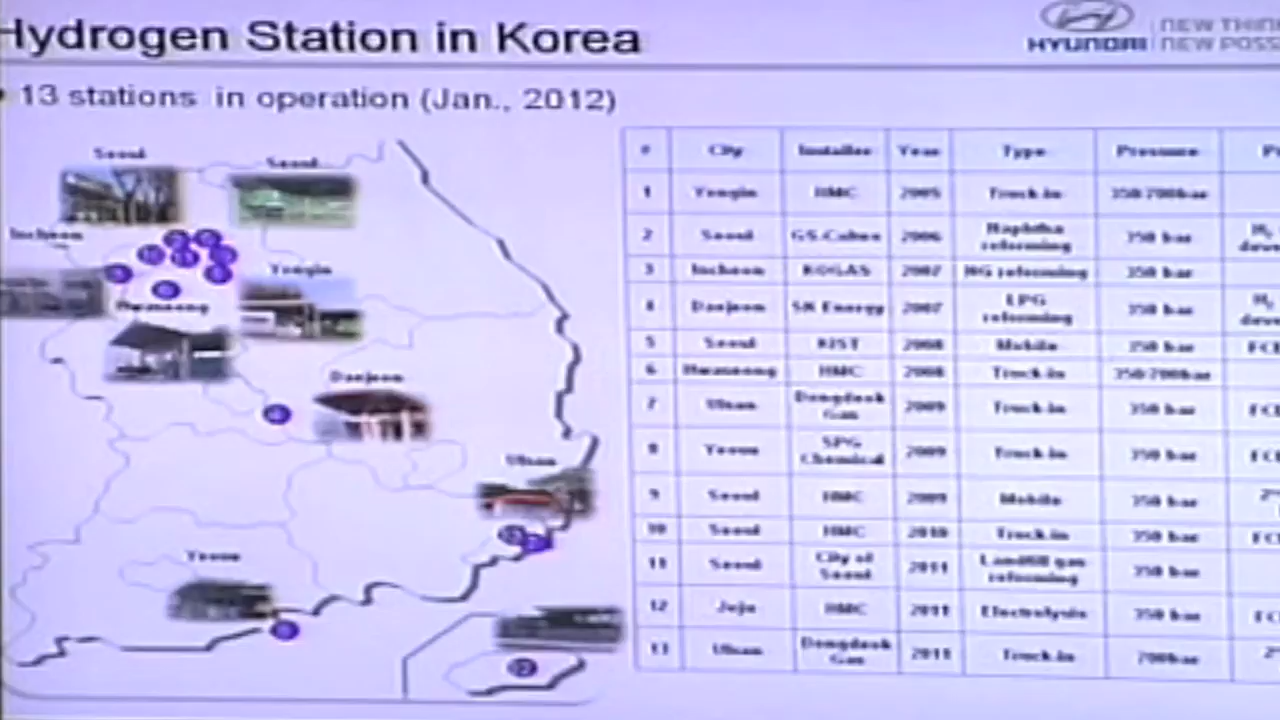 Hydrogen Station in Korea
HYUNDAI
NEW THIN
NEW POSS
13 stations in operation (Jan., 2012)
Seoul
Seoul
Incheon
Yongin
Hwaseong
Daejeon
Ulsan
Yeosu
# City Installer Year Type Pressure
1 Yongin HMC 2005 Truck-in 350/700bar
2 Seoul GS-Caltex 2006 Naphtha reforming 350 bar
3 Incheon KOGAS 2007 NG reforming 350 bar
4 Daejeon SK Energy 2007 LPG reforming 350 bar
5 Seoul KIST 2008 Mobile 350 bar
6 Hwaseong HMC 2008 Truck-in 350/700bar
7 Ulsan Dongdeok Gas 2009 Truck-in 350 bar
8 Yeosu SPG Chemical 2009 Truck-in 350 bar
9 Seoul HMC 2009 Mobile 350 bar
10 Seoul HMC 2010 Truck-in 350 bar
11 Seoul City of Seoul 2011 Landfill gas reforming 350 bar
12 Jeju HMC 2011 Electrolysis 350 bar
13 Ulsan Dongdeok Gas 2011 Truck-in 700bar